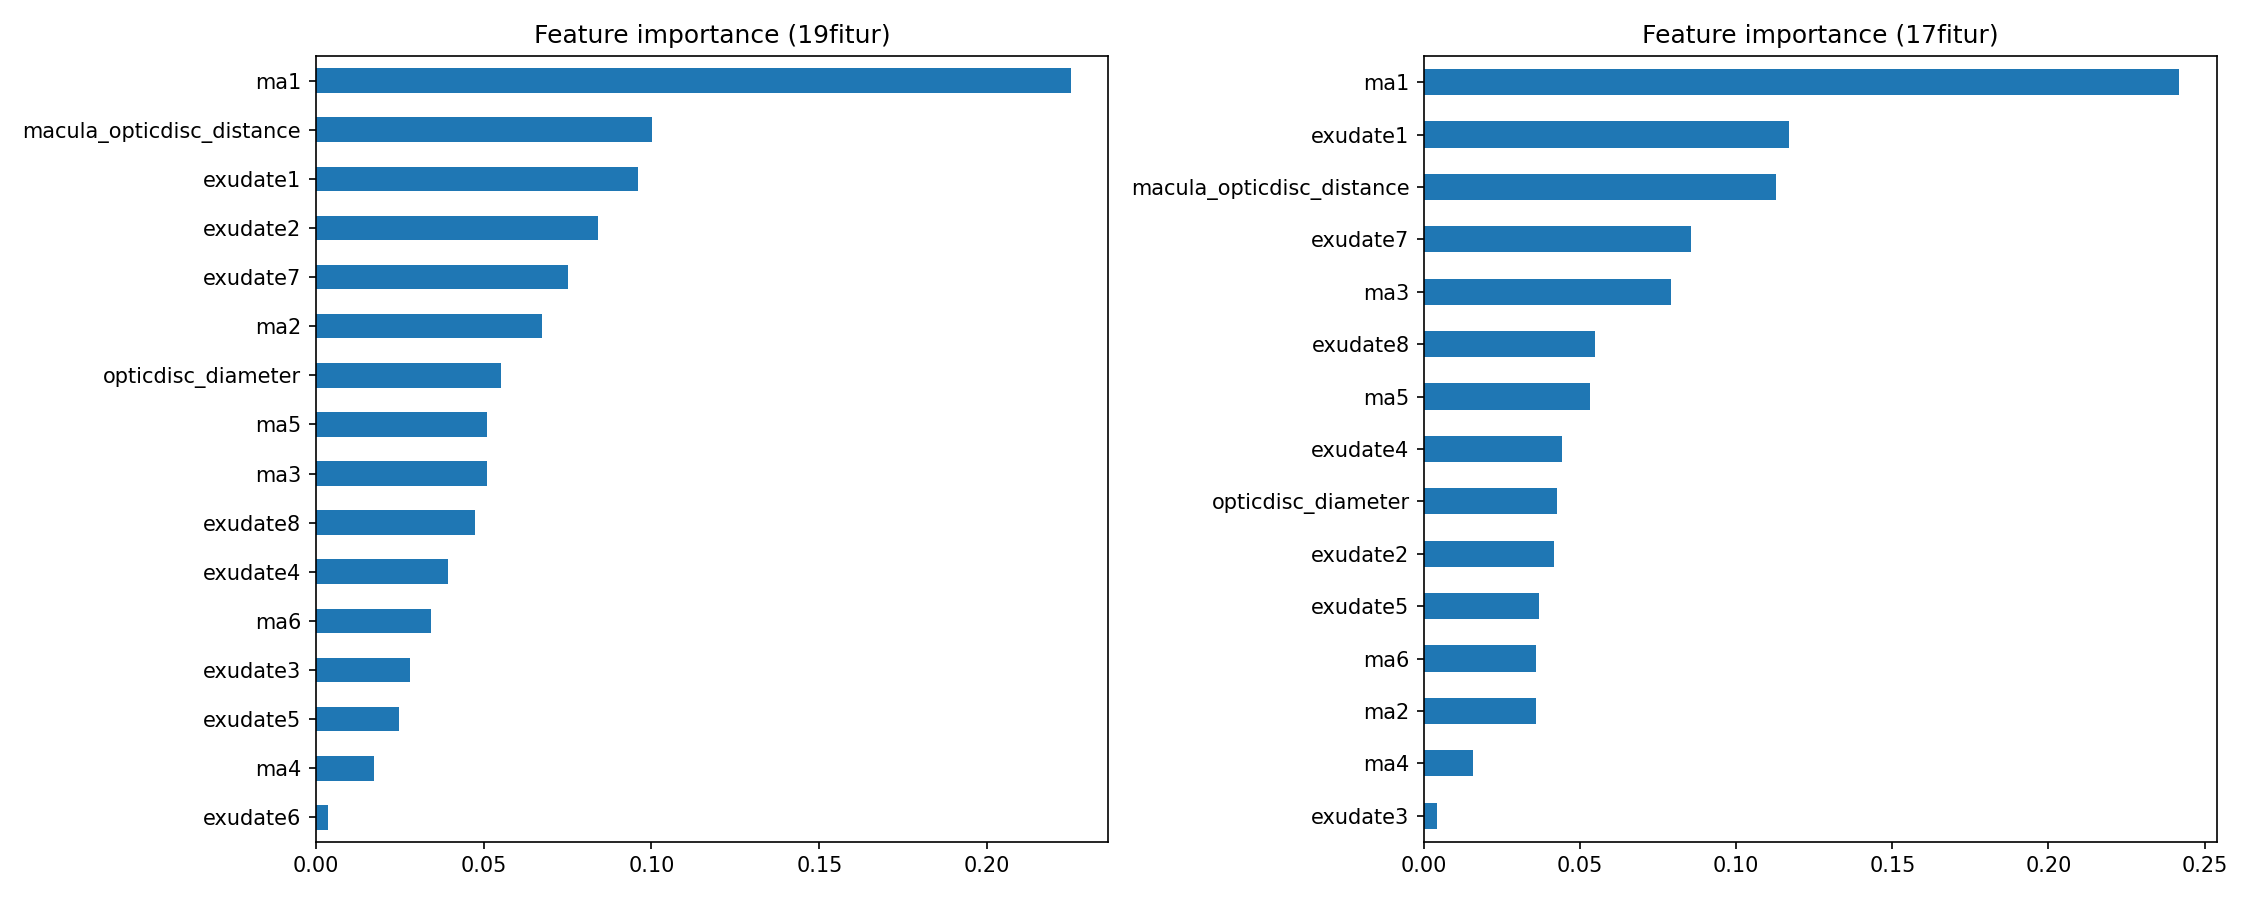 Feature importance (19fitur)
ma1
macula_opticdisc_distance
exudate1
exudate2
exudate7
ma2
opticdisc_diameter
ma5
ma3
exudate8
exudate4
ma6
exudate3
exudate5
ma4
exudate6
0.00 0.05 0.10 0.15 0.20
Feature importance (17fitur)
ma1
exudate1
macula_opticdisc_distance
exudate7
ma3
exudate8
ma5
exudate4
opticdisc_diameter
exudate2
exudate5
ma6
ma2
ma4
exudate3
0.00 0.05 0.10 0.15 0.20 0.25